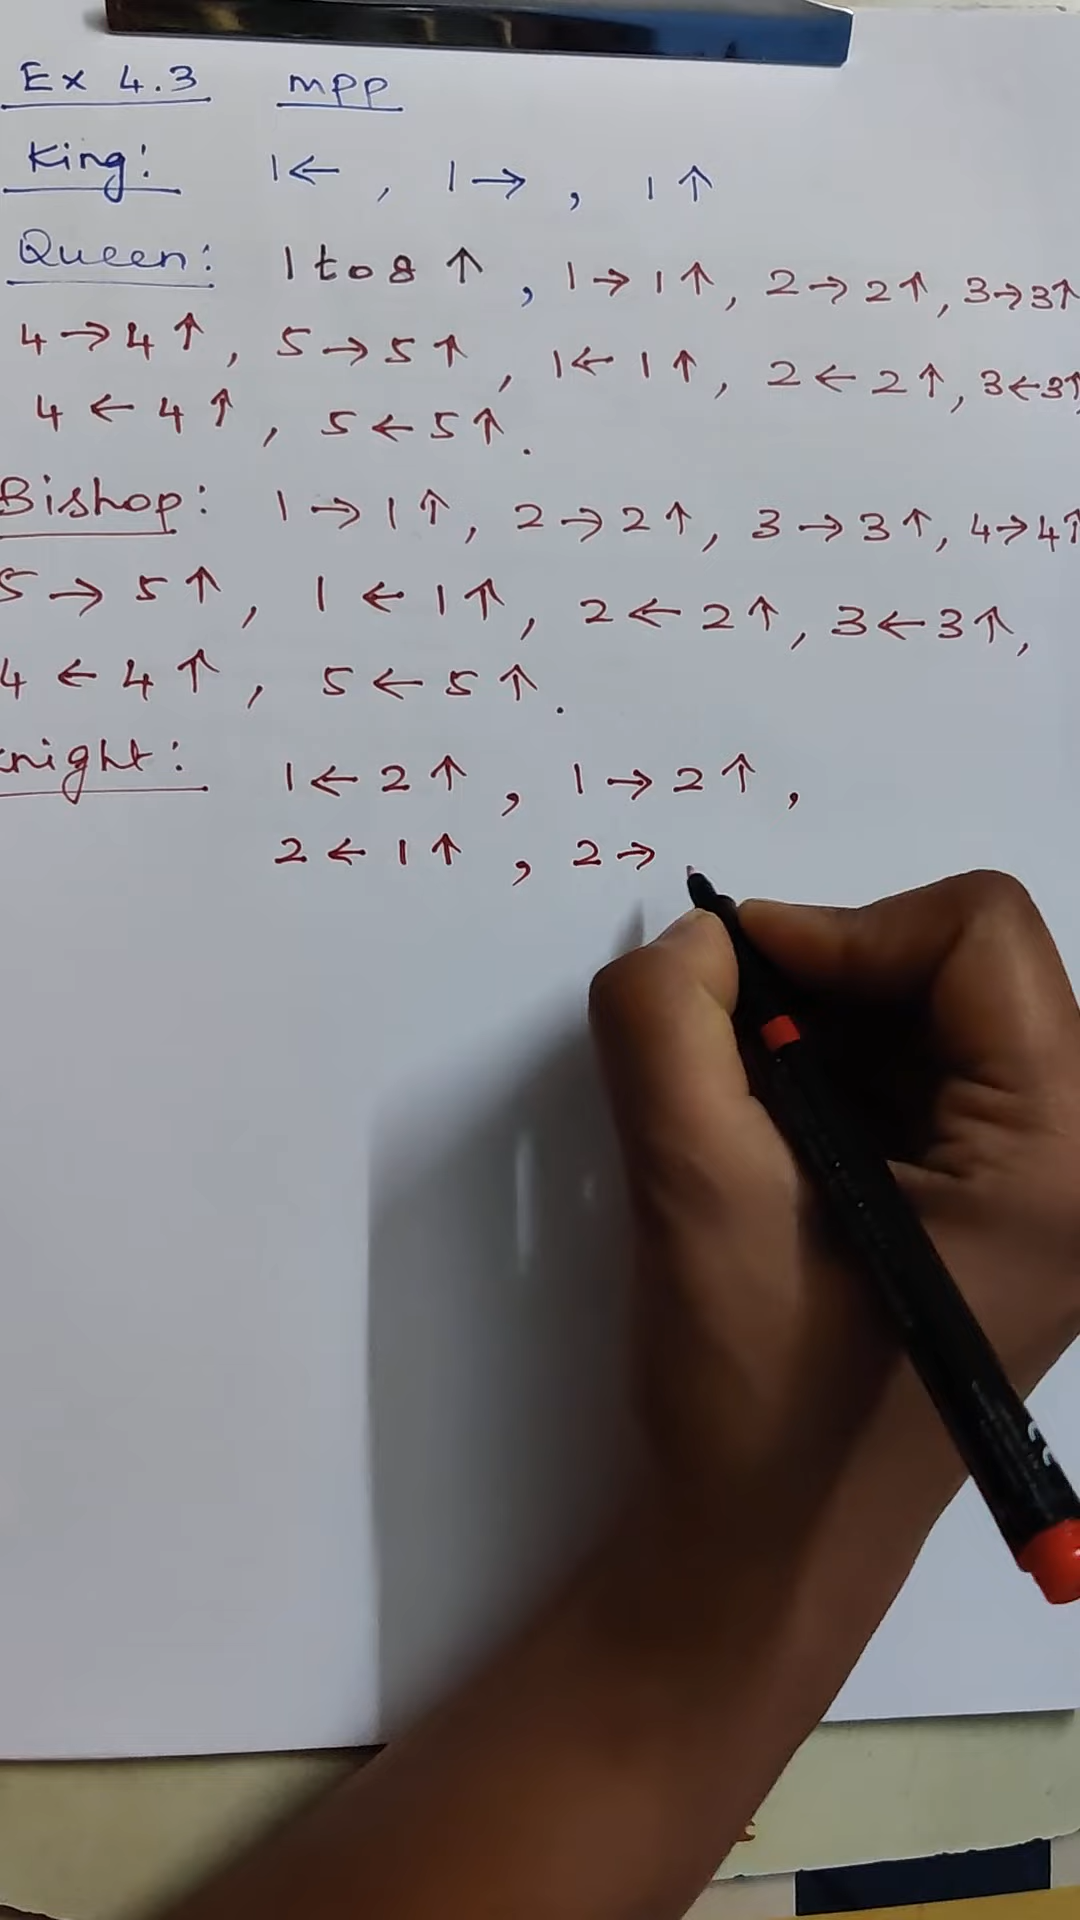 Ex 4.3 MPP
King: 1← , 1→ , 1↑
Queen: 1 to 8 ↑ , 1→1↑, 2→2↑, 3→3↑
4→4↑, 5→5↑, 1←1↑, 2←2↑, 3←3↑,
4←4↑, 5←5↑.
Bishop: 1→1↑, 2→2↑, 3→3↑, 4→4↑
5→5↑, 1←1↑, 2←2↑, 3←3↑,
4←4↑, 5←5↑.
Knight: 1←2↑, 1→2↑,
2←1↑, 2→